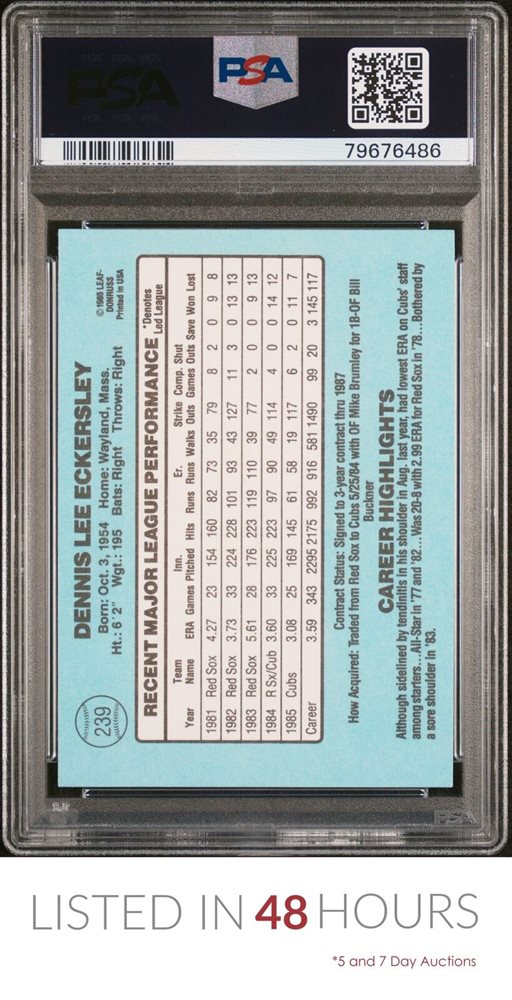 PSA
PSA
79676486
239
DENNIS LEE ECKERSLEY
©1985 LEAF-
DONRUSS
Printed in USA
Born: Oct. 3, 1954 Home: Wayland, Mass.
Ht.: 6' 2" Wgt.: 195 Bats: Right Throws: Right
RECENT MAJOR LEAGUE PERFORMANCE
*Denotes
Led League
Team Inn. Er. Strike Comp. Shut
Year Name ERA Games Pitched Hits Runs Runs Walks Outs Games Outs Save Won Lost
1981 Red Sox 4.27 23 154 160 82 73 35 79 8 2 0 9 8
1982 Red Sox 3.73 33 224 228 101 93 43 127 11 3 0 13 13
1983 Red Sox 5.61 28 176 223 119 110 39 77 2 0 0 9 13
1984 R Sx/Cub 3.60 33 225 223 97 90 49 114 4 0 0 14 12
1985 Cubs 3.08 25 169 145 61 58 19 117 6 2 0 11 7
Career 3.59 343 2295 2175 992 916 581 1490 99 20 3 145 117
Contract Status: Signed to 3-year contract thru 1987
How Acquired: Traded from Red Sox to Cubs 5/25/84 with OF Mike Brumley for 1B-OF Bill
Buckner
CAREER HIGHLIGHTS
Although sidelined by tendinitis in his shoulder in Aug. last year, had lowest ERA on Cubs' staff
among starters...All-Star in '77 and '82...Was 20-8 with 2.99 ERA for Red Sox in '78...Bothered by
a sore shoulder in '83.
PSA
LISTED IN 48 HOURS
*5 and 7 Day Auctions